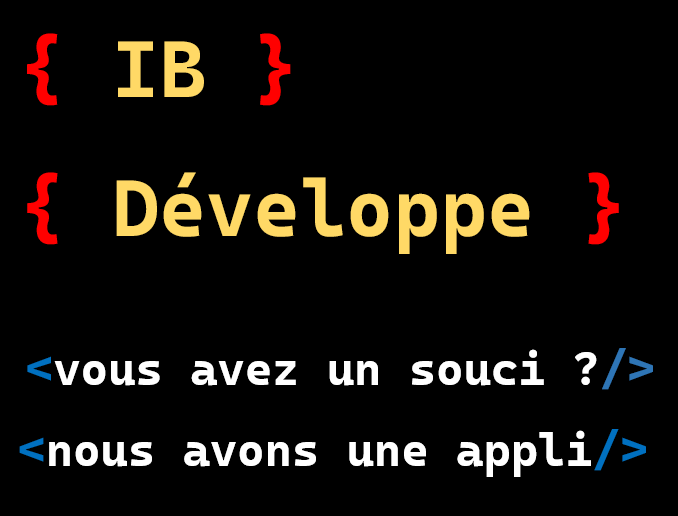 { IB }
{ Développe }
<vous avez un souci ?/>
<nous avons une appli/>